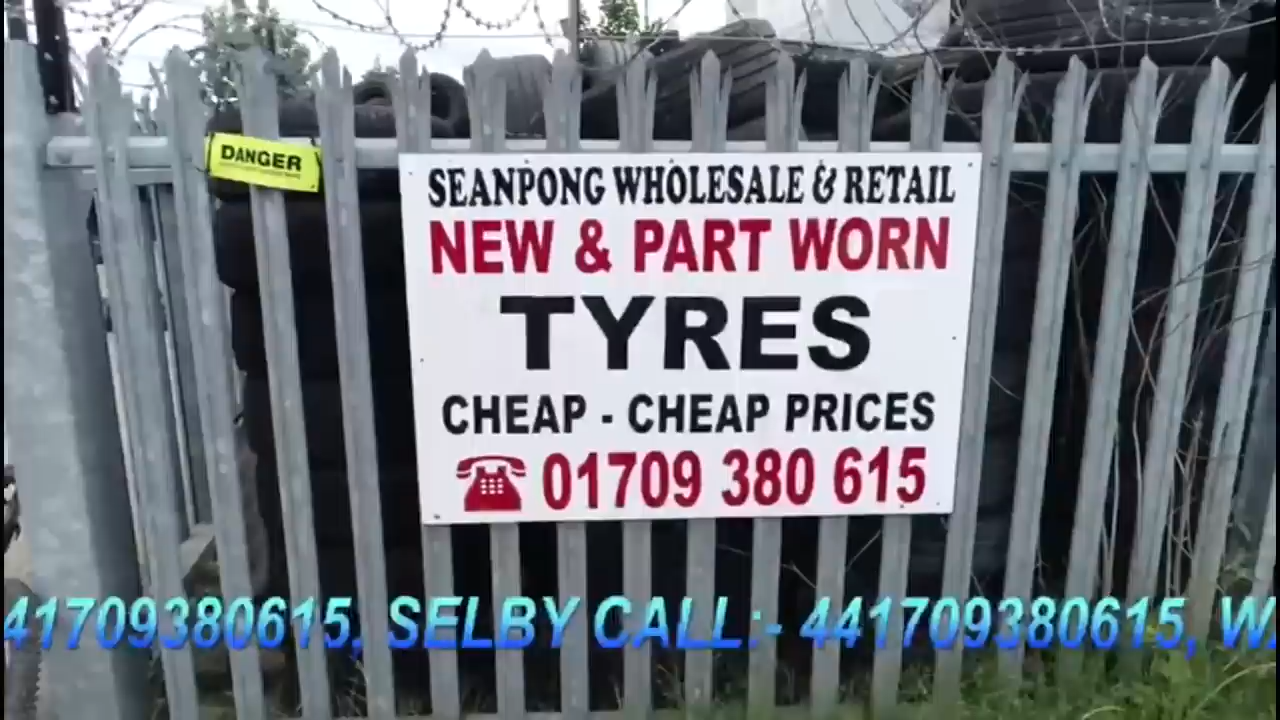 DANGER
SEANPONG WHOLESALE & RETAIL
NEW & PART WORN
TYRES
CHEAP - CHEAP PRICES
01709 380 615
41709380615, SELBY CALL:- 441709380615, W